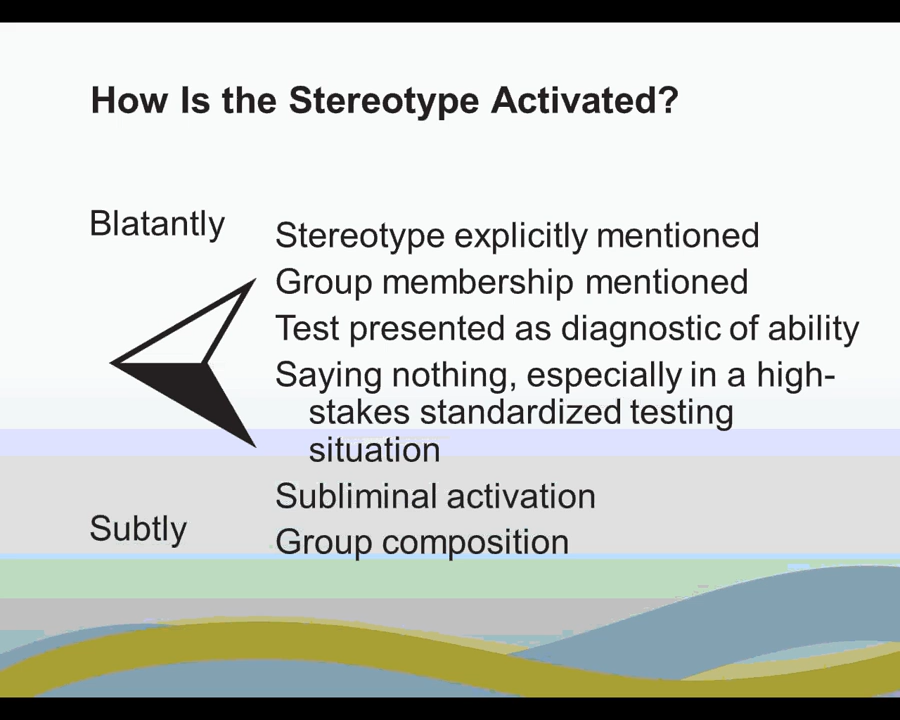 How Is the Stereotype Activated?
Blatantly
Stereotype explicitly mentioned
Group membership mentioned
Test presented as diagnostic of ability
Saying nothing, especially in a high-
stakes standardized testing
situation
Subliminal activation
Subtly
Group composition